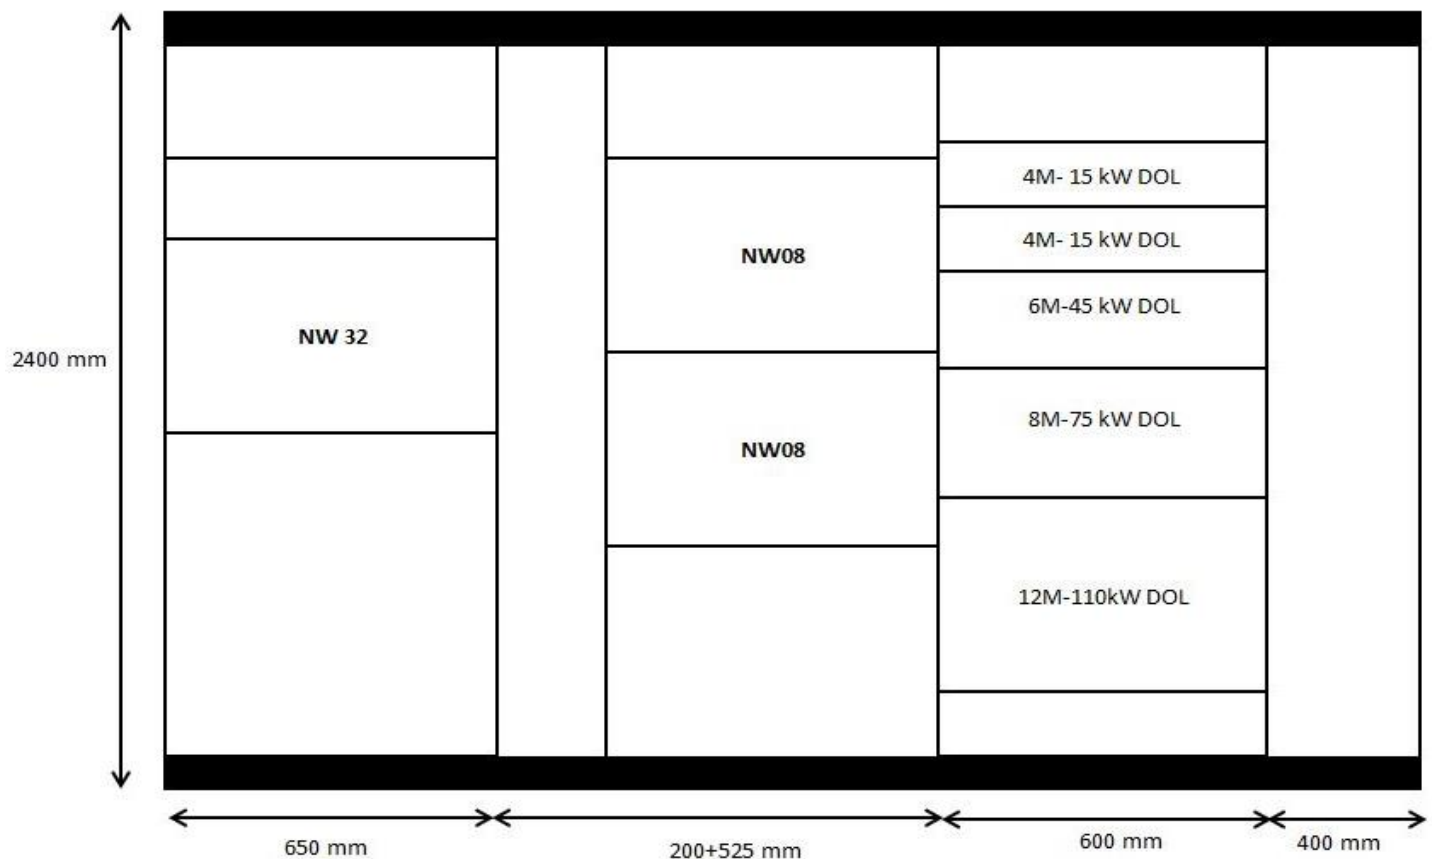 2400 mm
NW 32
NW08
NW08
4M- 15 kW DOL
4M- 15 kW DOL
6M-45 kW DOL
8M-75 kW DOL
12M-110kW DOL
650 mm
200+525 mm
600 mm
400 mm